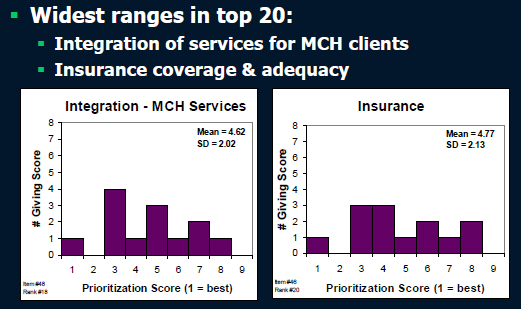 Widest ranges in top 20:
Integration of services for MCH clients
Insurance coverage & adequacy
Integration - MCH Services
Mean = 4.62
SD = 2.02
# Giving Score
8
7
6
5
4
3
2
1
0
1 2 3 4 5 6 7 8 9
Prioritization Score (1 = best)
Item #48
Rank #18
Insurance
Mean = 4.77
SD = 2.13
# Giving Score
8
7
6
5
4
3
2
1
0
1 2 3 4 5 6 7 8 9
Prioritization Score (1 = best)
Item #46
Rank #20